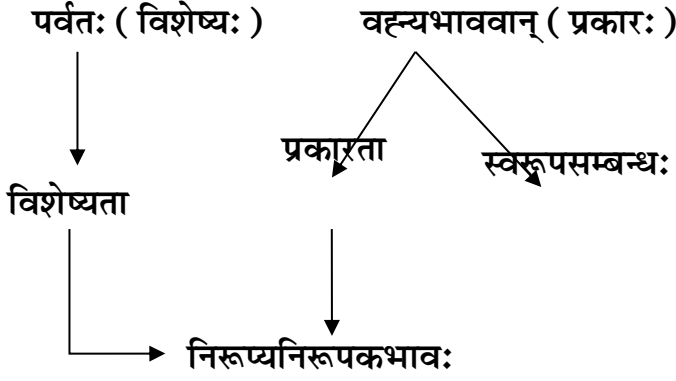 पर्वतः ( विशेष्यः ) वह्न्यभाववान् ( प्रकारः )
प्रकारता
स्वरूपसम्बन्धः
विशेष्यता
निरूप्यनिरूपकभावः